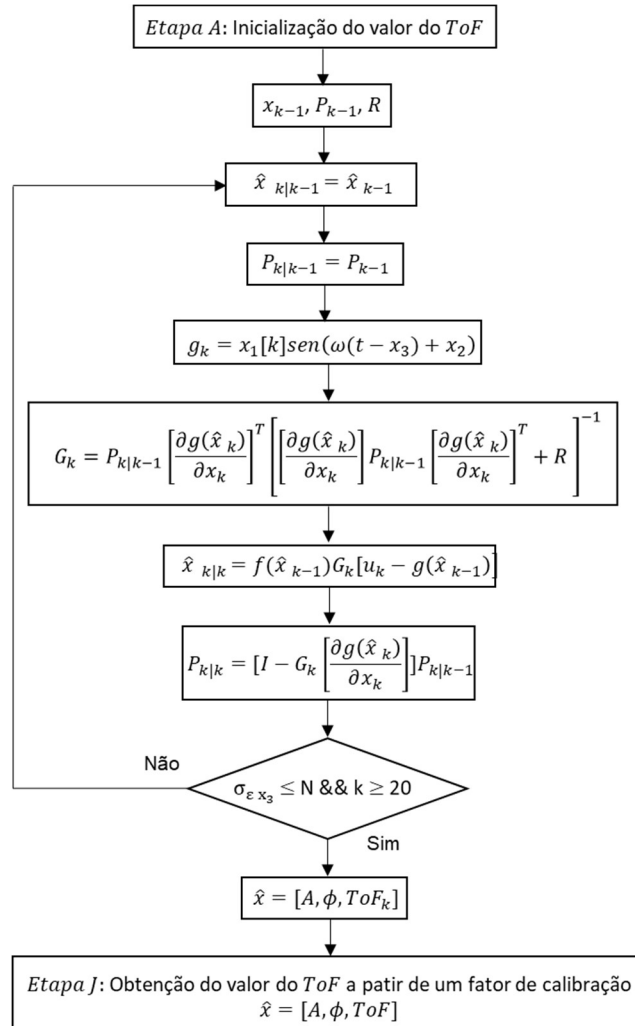 Etapa A: Inicialização do valor do ToF
x_{k−1}, P_{k−1}, R
x̂_{k|k−1} = x̂_{k−1}
P_{k|k−1} = P_{k−1}
g_k = x_1[k]sen(ω(t − x_3) + x_2)
G_k = P_{k|k−1} [∂g(x̂_k)/∂x_k]^T [[∂g(x̂_k)/∂x_k] P_{k|k−1} [∂g(x̂_k)/∂x_k]^T + R]^{−1}
x̂_{k|k} = f(x̂_{k−1})G_k[u_k − g(x̂_{k−1})]
P_{k|k} = [I − G_k [∂g(x̂_k)/∂x_k]]P_{k|k−1}
Não
σ_{ε x_3} ≤ N && k ≥ 20
Sim
x̂ = [A, ϕ, ToF_k]
Etapa J: Obtenção do valor do ToF a patir de um fator de calibração
x̂ = [A, ϕ, ToF]